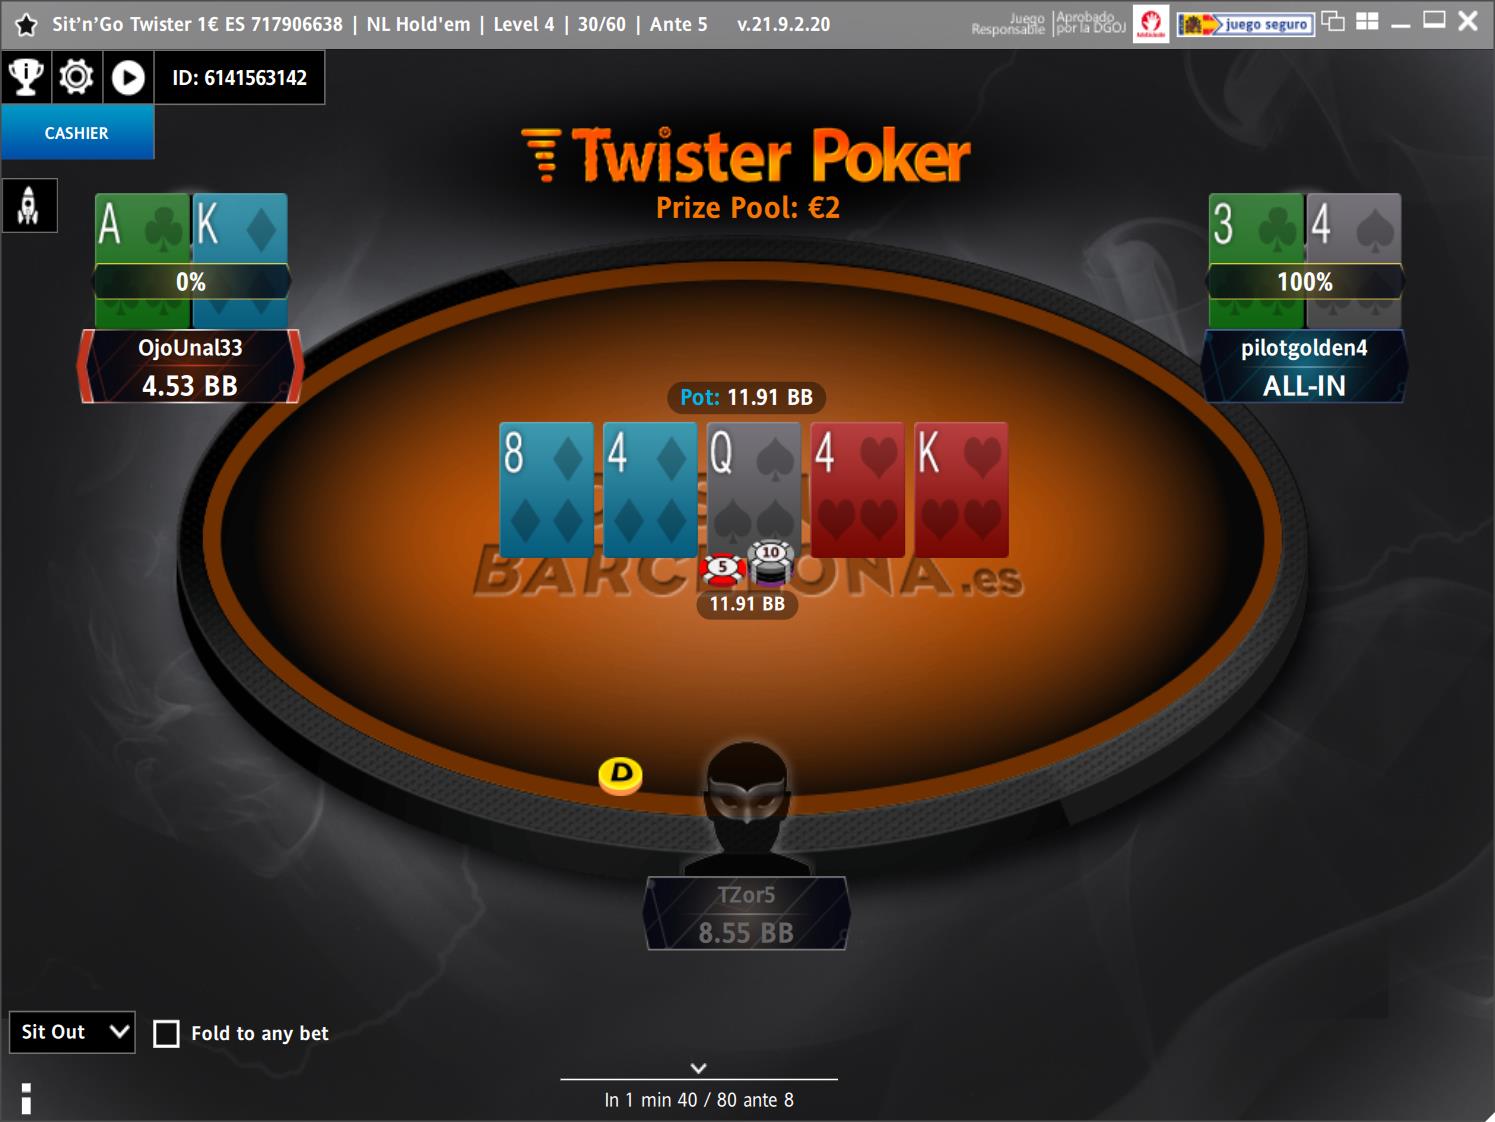 Sit'n'Go Twister 1€ ES 717906638 | NL Hold'em | Level 4 | 30/60 | Ante 5 v.21.9.2.20
Juego Responsable
Aprobado por la DGOJ
juego seguro
ID: 6141563142
CASHIER
Twister Poker
Prize Pool: €2
A K
0%
OjoUnal33
4.53 BB
3 4
100%
pilotgolden4
ALL-IN
Pot: 11.91 BB
8 4 Q 4 K
5 10
BARCELONA.es
11.91 BB
D
TZor5
8.55 BB
Sit Out
Fold to any bet
In 1 min 40 / 80 ante 8